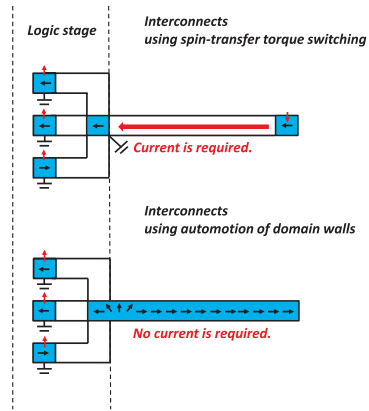 Logic stage
Interconnects
using spin-transfer torque switching
Current is required.
Interconnects
using automotion of domain walls
No current is required.